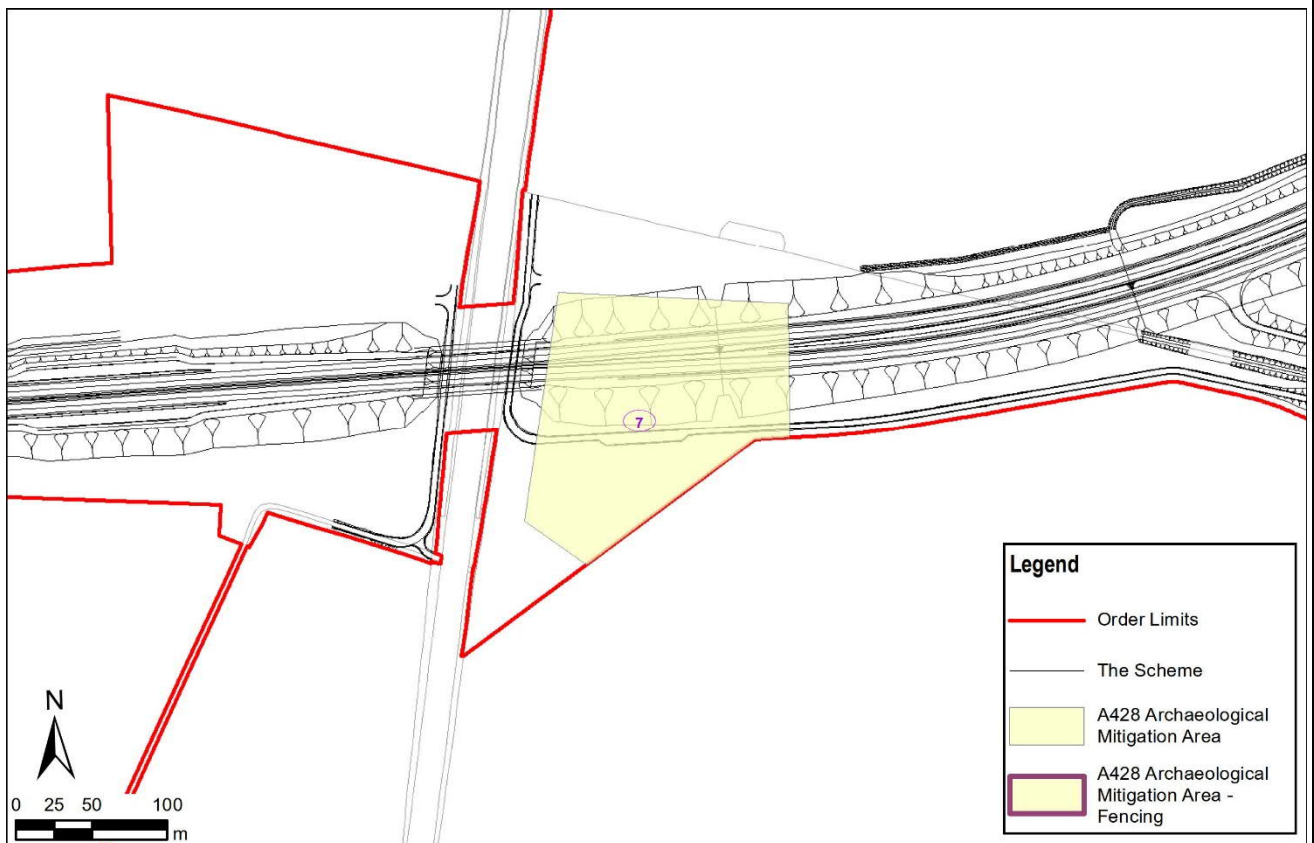 7
Legend
Order Limits
The Scheme
A428 Archaeological
Mitigation Area
A428 Archaeological
Mitigation Area -
Fencing
N
0 25 50 100
m